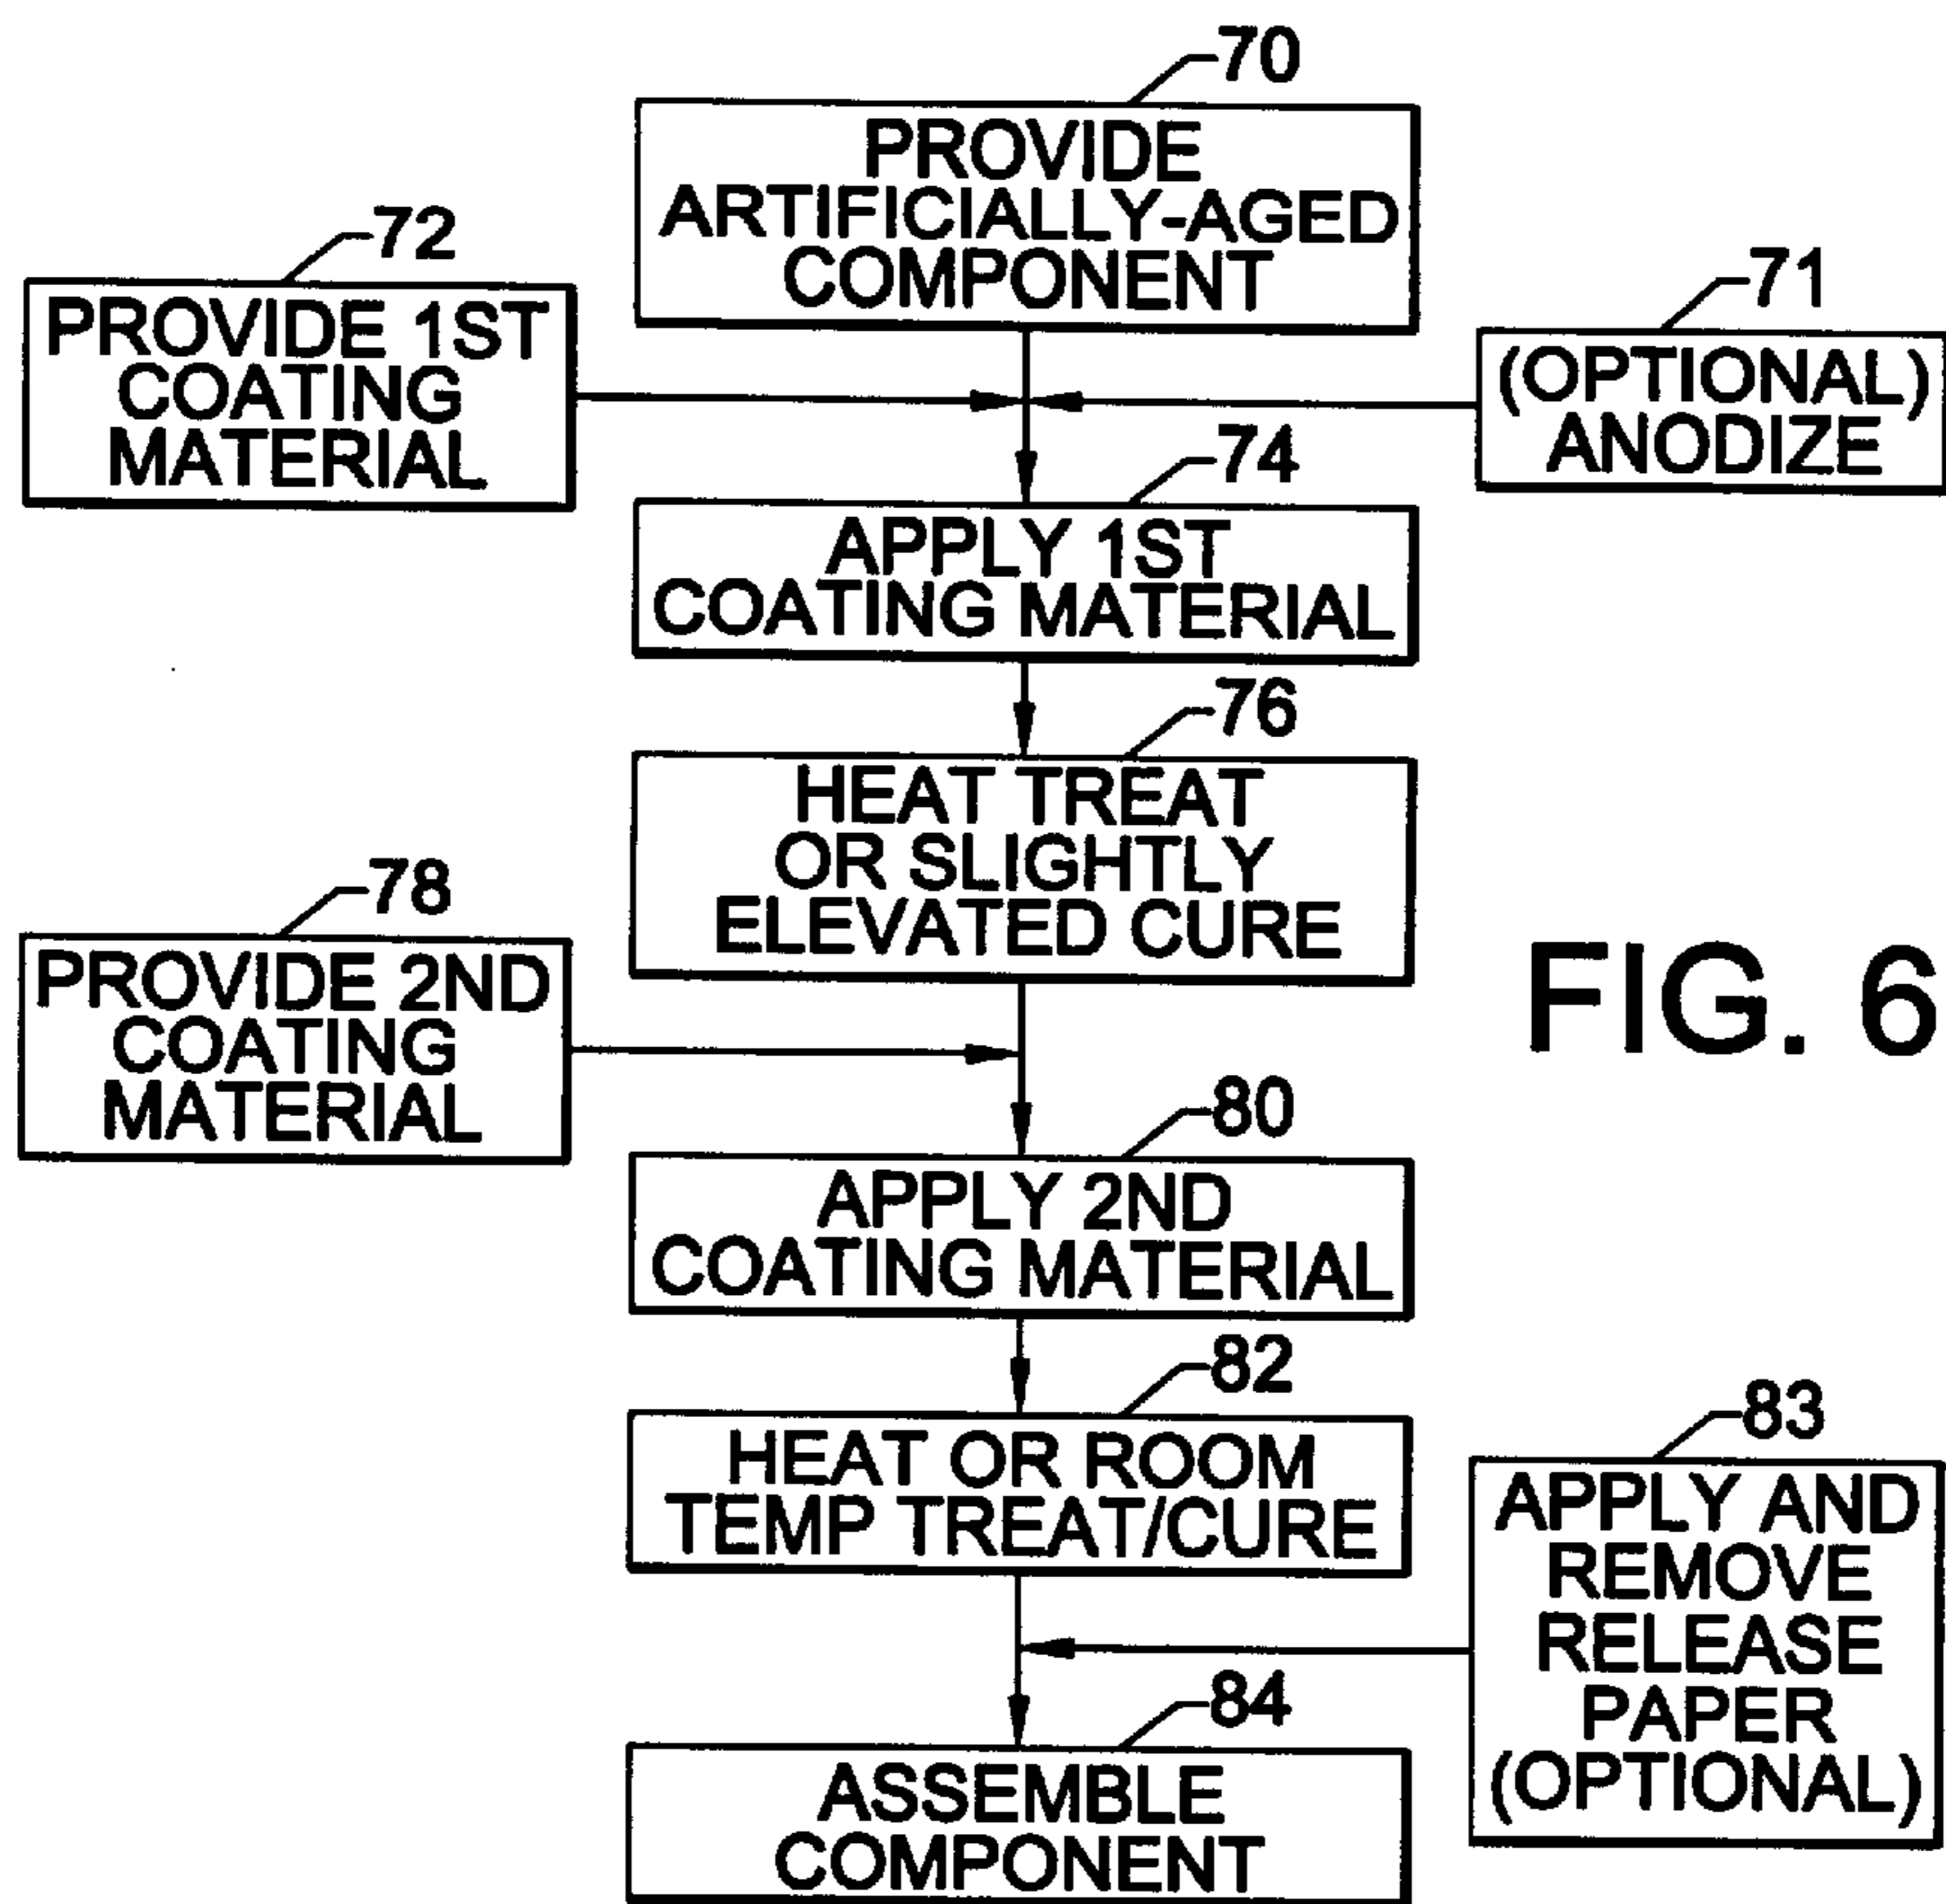 70
PROVIDE
ARTIFICIALLY-AGED
COMPONENT
72
PROVIDE 1ST
COATING
MATERIAL
71
(OPTIONAL)
ANODIZE
74
APPLY 1ST
COATING MATERIAL
76
HEAT TREAT
OR SLIGHTLY
ELEVATED CURE
78
PROVIDE 2ND
COATING
MATERIAL
FIG. 6
80
APPLY 2ND
COATING MATERIAL
82
HEAT OR ROOM
TEMP TREAT/CURE
83
APPLY AND
REMOVE
RELEASE
PAPER
(OPTIONAL)
84
ASSEMBLE
COMPONENT